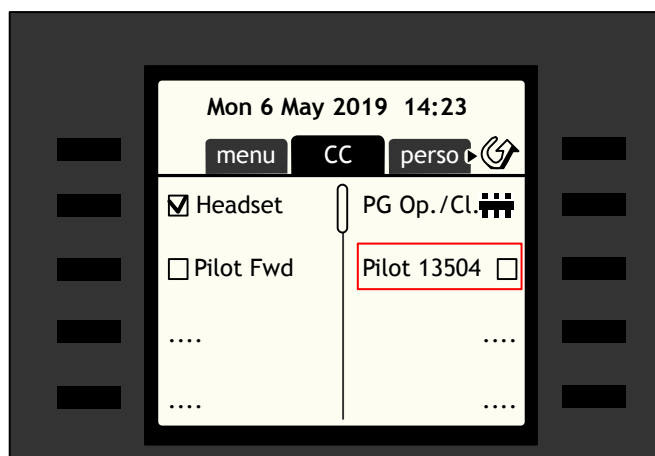 Mon 6 May 2019 14:23
menu CC perso
Headset PG Op./Cl.
Pilot Fwd Pilot 13504
.... ....
.... ....